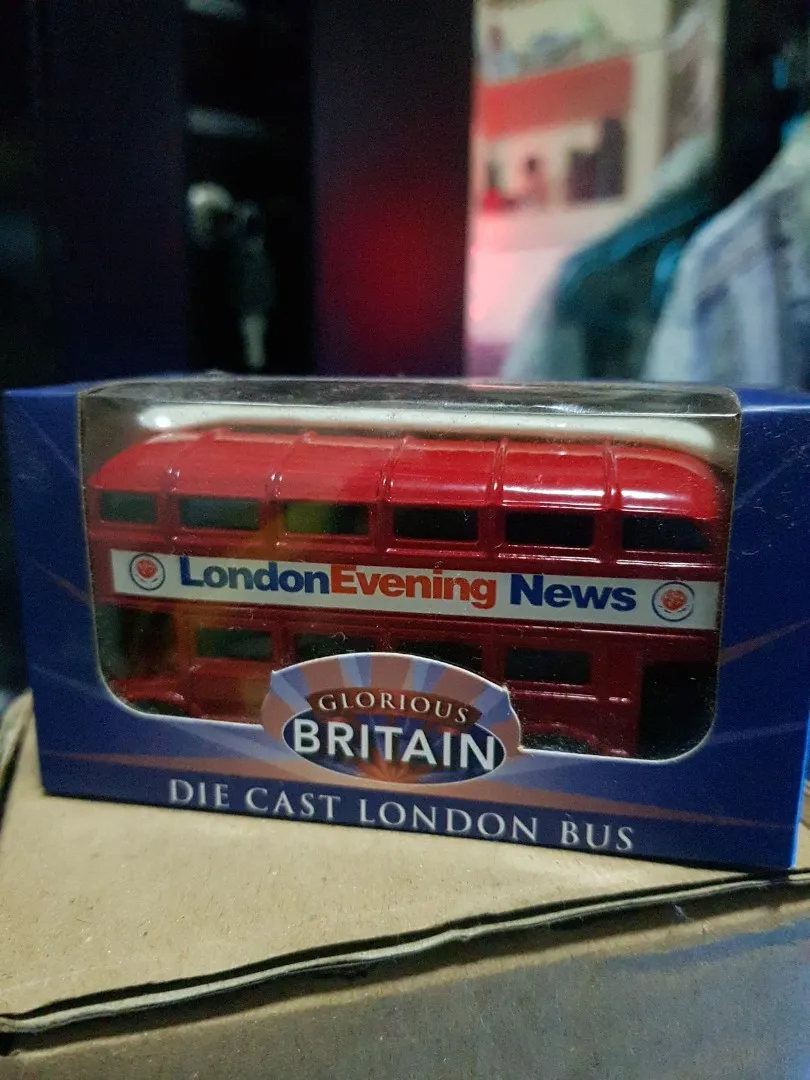 LondonEvening News
GLORIOUS
BRITAIN
DIE CAST LONDON BUS